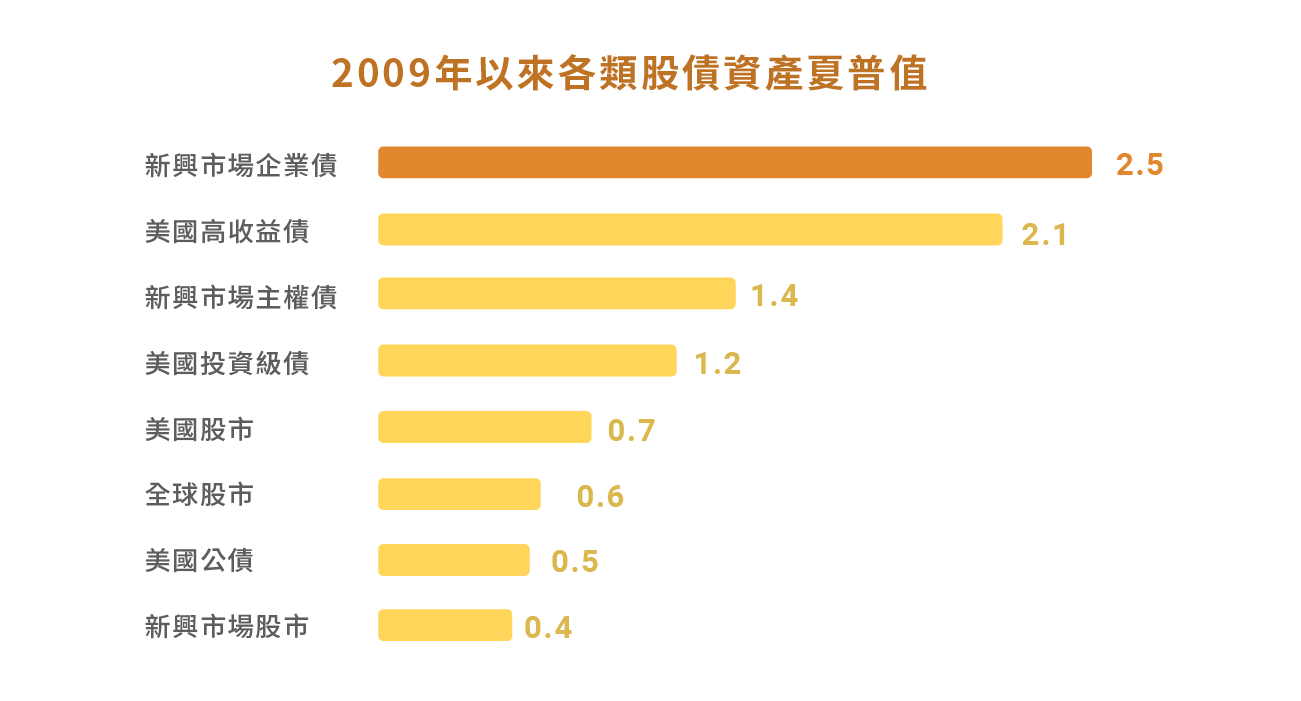 2009年以來各類股債資產夏普值
新興市場企業債 2.5
美國高收益債 2.1
新興市場主權債 1.4
美國投資級債 1.2
美國股市 0.7
全球股市 0.6
美國公債 0.5
新興市場股市 0.4